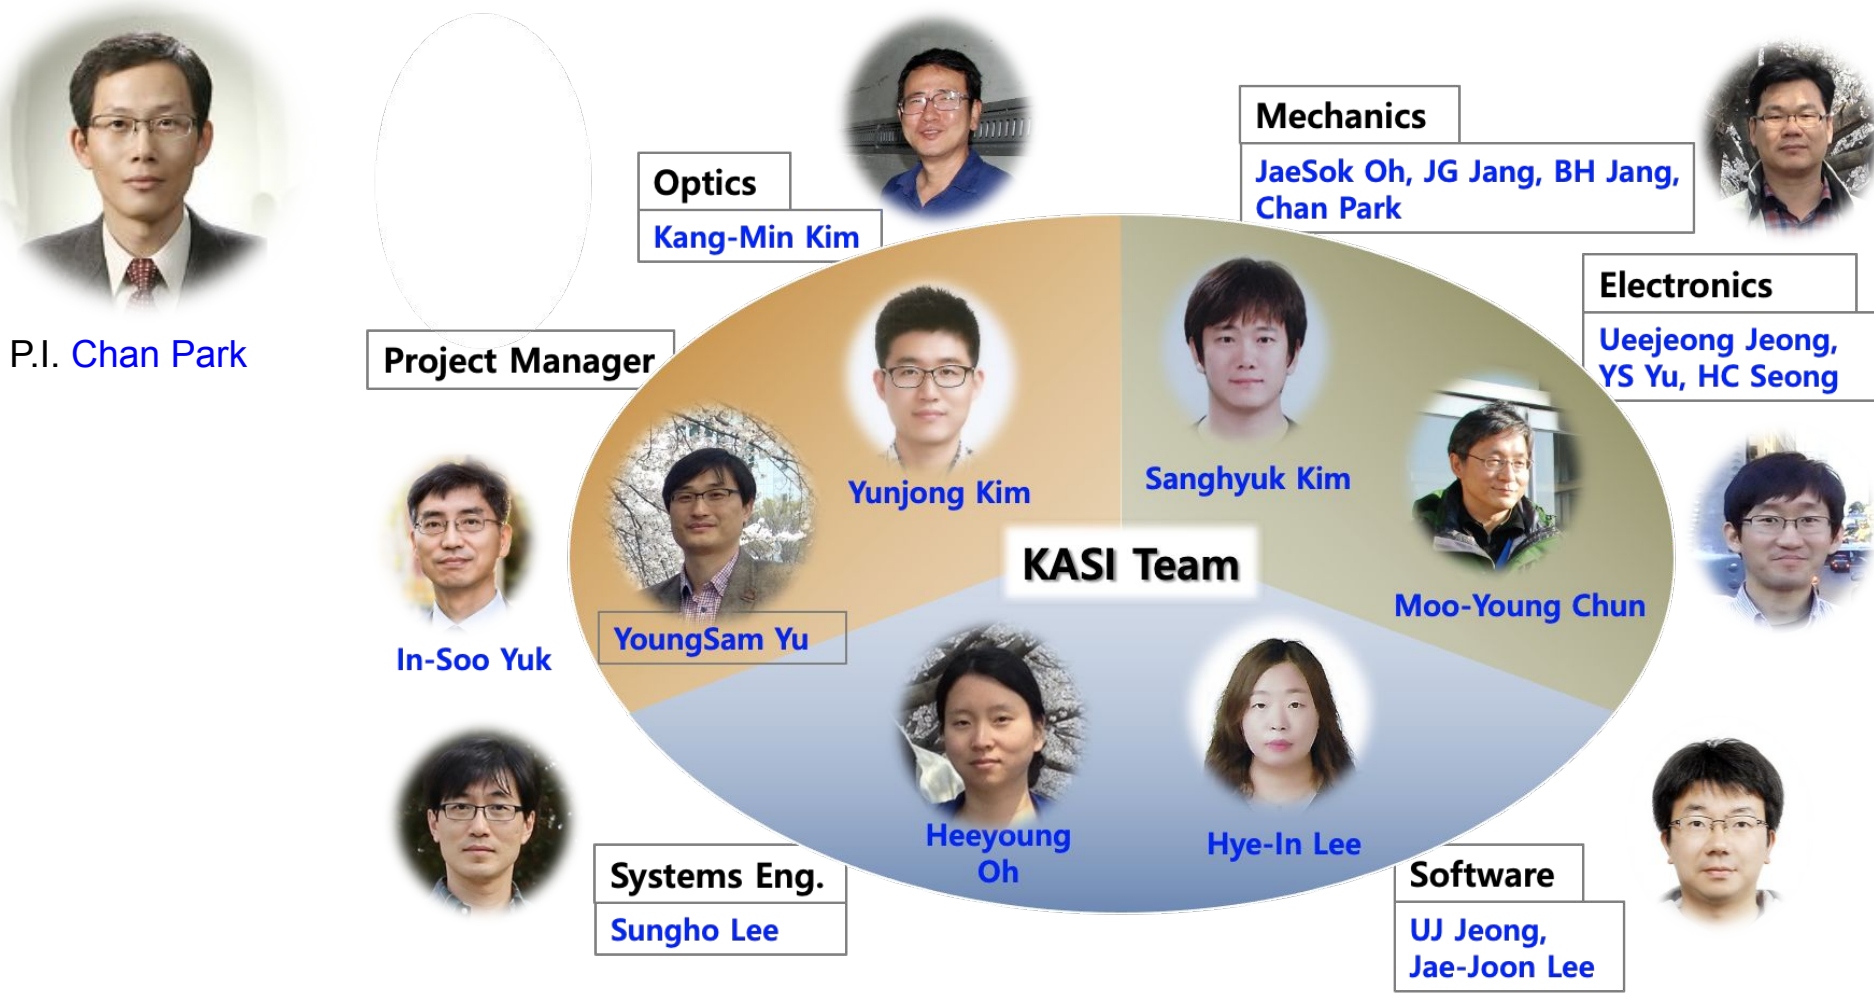 P.I. Chan Park
Project Manager
Optics
Kang-Min Kim
Mechanics
JaeSok Oh, JG Jang, BH Jang,
Chan Park
Electronics
Ueejeong Jeong,
YS Yu, HC Seong
Yunjong Kim
Sanghyuk Kim
KASI Team
Moo-Young Chun
YoungSam Yu
In-Soo Yuk
Heeyoung
Oh
Hye-In Lee
Systems Eng.
Sungho Lee
Software
UJ Jeong,
Jae-Joon Lee